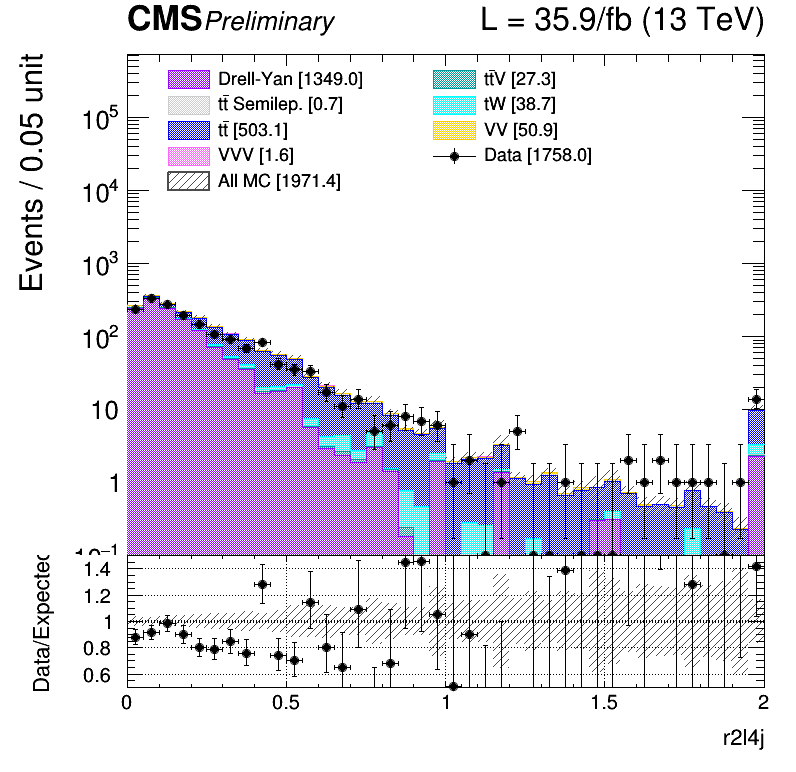 CMS Preliminary L = 35.9/fb (13 TeV)
Events / 0.05 unit
Drell-Yan [1349.0]
tt̄ Semilep. [0.7]
tt̄ [503.1]
VVV [1.6]
All MC [1971.4]
tt̄V [27.3]
tW [38.7]
VV [50.9]
Data [1758.0]
10⁵
10⁴
10³
10²
10
1
10⁻¹
Data/Expected
1.4
1.2
1
0.8
0.6
0 0.5 1 1.5 2
r2l4j